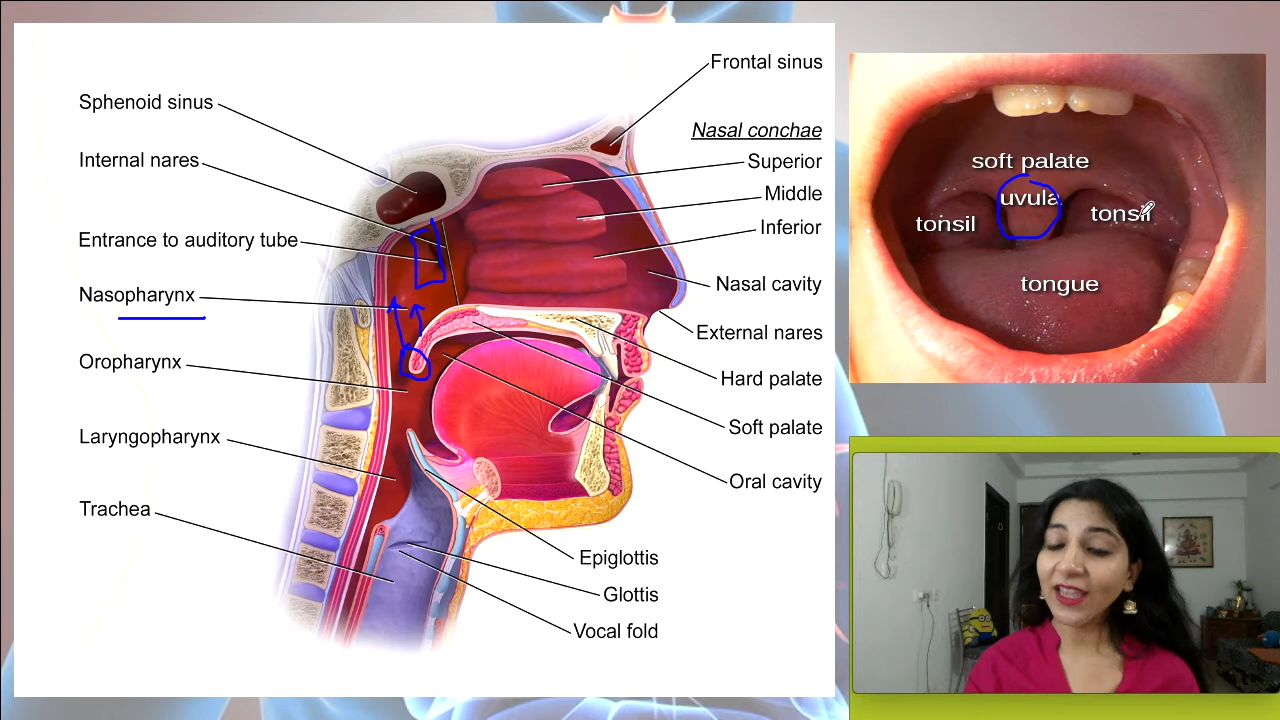 Frontal sinus
Sphenoid sinus
Nasal conchae
Internal nares
Superior
Middle
Inferior
Entrance to auditory tube
Nasal cavity
Nasopharynx
External nares
Oropharynx
Hard palate
Soft palate
Laryngopharynx
Oral cavity
Trachea
Epiglottis
Glottis
Vocal fold
soft palate
uvula
tonsil
tonsil
tongue